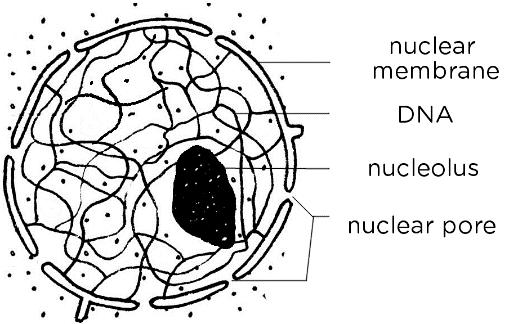 nuclear
membrane
DNA
nucleolus
nuclear pore